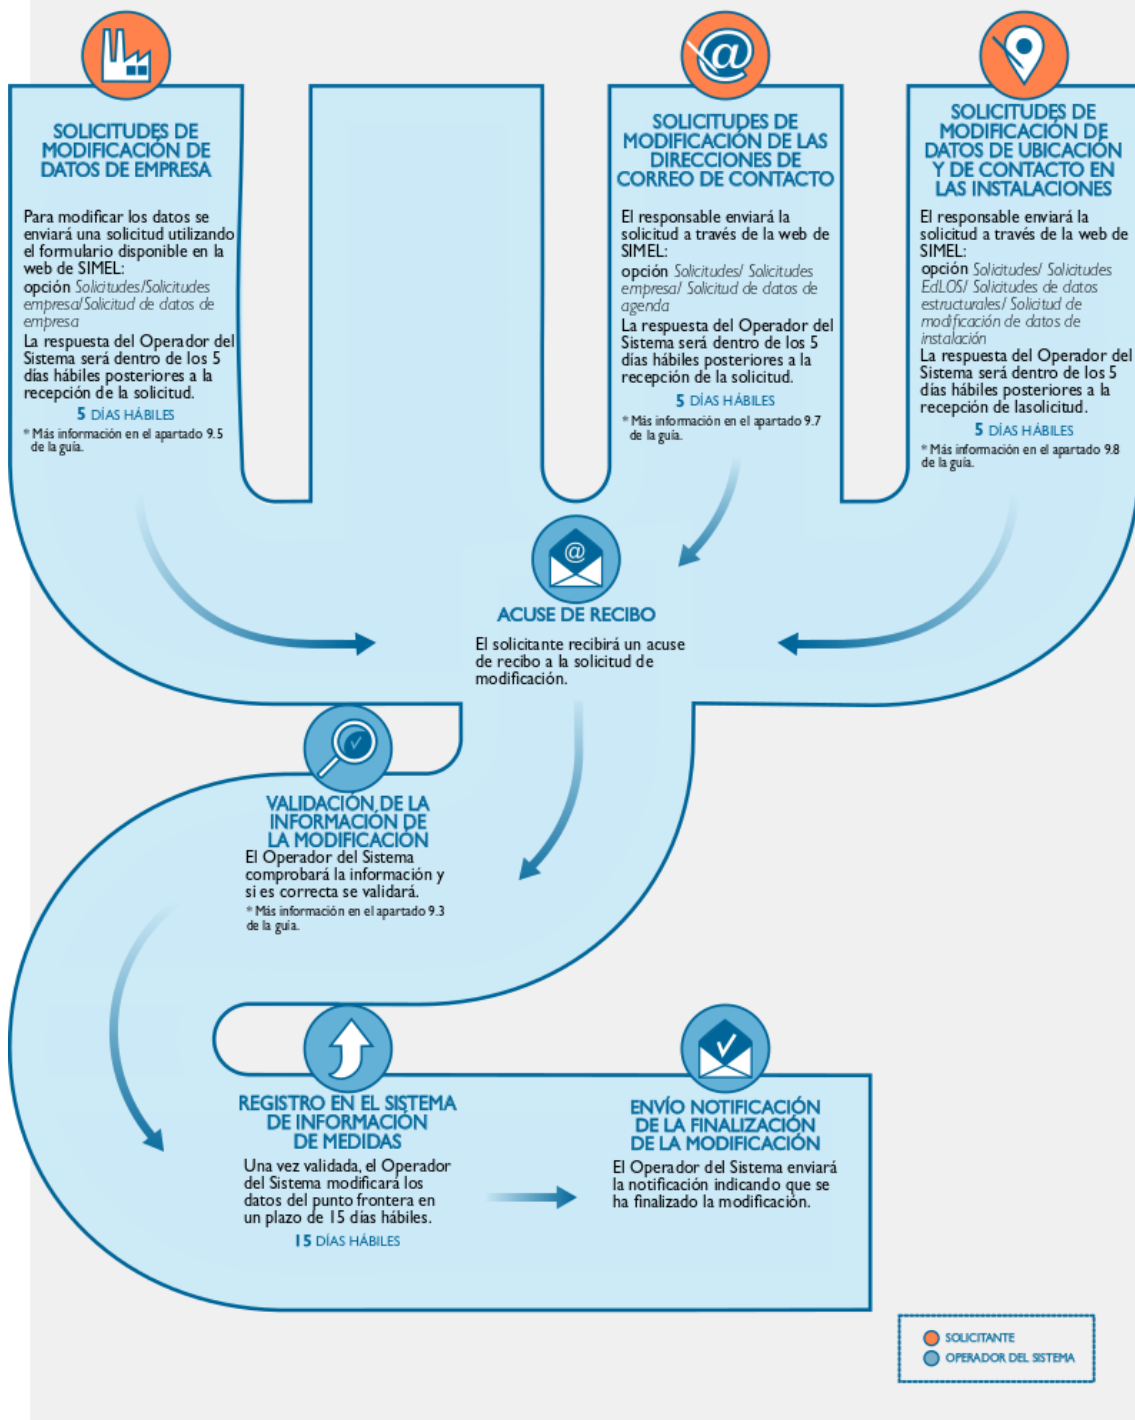 SOLICITUDES DE
MODIFICACIÓN DE
DATOS DE EMPRESA
Para modificar los datos se
enviará una solicitud utilizando
el formulario disponible en la
web de SIMEL:
opción Solicitudes/Solicitudes
empresa/Solicitud de datos de
empresa
La respuesta del Operador del
Sistema será dentro de los 5
días hábiles posteriores a la
recepción de la solicitud.
5 DÍAS HÁBILES
* Más información en el apartado 9.5
de la guía.
SOLICITUDES DE
MODIFICACIÓN DE LAS
DIRECCIONES DE
CORREO DE CONTACTO
El responsable enviará la
solicitud a través de la web de
SIMEL:
opción Solicitudes/ Solicitudes
empresa/ Solicitud de datos de
agenda
La respuesta del Operador del
Sistema será dentro de los 5
días hábiles posteriores a la
recepción de la solicitud.
5 DÍAS HÁBILES
* Más información en el apartado 9.7
de la guía.
SOLICITUDES DE
MODIFICACIÓN DE
DATOS DE UBICACIÓN
Y DE CONTACTO EN
LAS INSTALACIONES
El responsable enviará la
solicitud a través de la web de
SIMEL:
opción Solicitudes/ Solicitudes
EdLOS/ Solicitudes de datos
estructurales/ Solicitud de
modificación de datos de
instalación
La respuesta del Operador del
Sistema será dentro de los 5
días hábiles posteriores a la
recepción de lasolicitud.
5 DÍAS HÁBILES
* Más información en el apartado 9.8
de la guía.
ACUSE DE RECIBO
El solicitante recibirá un acuse
de recibo a la solicitud de
modificación.
VALIDACIÓN DE LA
INFORMACIÓN DE
LA MODIFICACIÓN
El Operador del Sistema
comprobará la información y
si es correcta se validará.
* Más información en el apartado 9.3
de la guía.
REGISTRO EN EL SISTEMA
DE INFORMACIÓN
DE MEDIDAS
Una vez validada, el Operador
del Sistema modificará los
datos del punto frontera en
un plazo de 15 días hábiles.
15 DÍAS HÁBILES
ENVÍO NOTIFICACIÓN
DE LA FINALIZACIÓN
DE LA MODIFICACIÓN
El Operador del Sistema enviará
la notificación indicando que se
ha finalizado la modificación.
SOLICITANTE
OPERADOR DEL SISTEMA